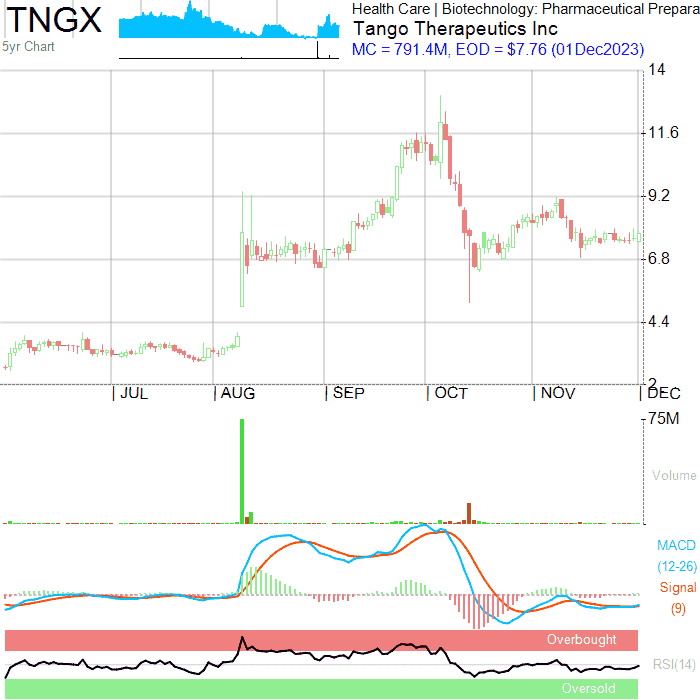 TNGX
5yr Chart
Health Care | Biotechnology: Pharmaceutical Prepara
Tango Therapeutics Inc
MC = 791.4M, EOD = $7.76 (01Dec2023)
14
11.6
9.2
6.8
4.4
2
JUL AUG SEP OCT NOV DEC
75M
Volume
MACD
(12-26)
Signal
(9)
Overbought
RSI(14)
Oversold